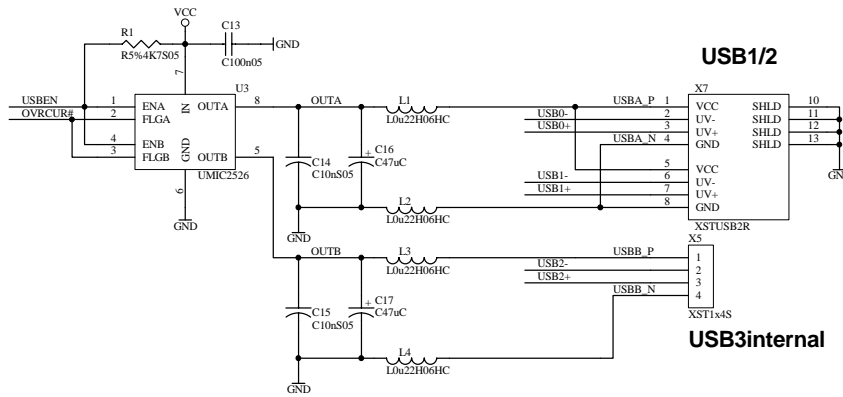 VCC
R1
R5%4K7S05
C13
C100n05
GND
USB1/2
U3
X7
USBEN
OVRCUR#
1 ENA
2 FLGA
4 ENB
3 FLGB
7 IN
GND 6
OUTA 8
OUTB 5
UMIC2526
GND
OUTA
L1
L0u22H06HC
C14
C10nS05
+ C16
C47uC
L2
L0u22H06HC
GND
USBA_P 1 VCC
USB0- 2 UV-
USB0+ 3 UV+
USBA_N 4 GND
5 VCC
USB1- 6 UV-
USB1+ 7 UV+
8 GND
SHLD 10
SHLD 11
SHLD 12
SHLD 13
XSTUSB2R
OUTB
L3
L0u22H06HC
C15
C10nS05
+ C17
C47uC
L4
L0u22H06HC
GND
X5
USBB_P 1
USB2- 2
USB2+ 3
USBB_N 4
XST1x4S
USB3internal